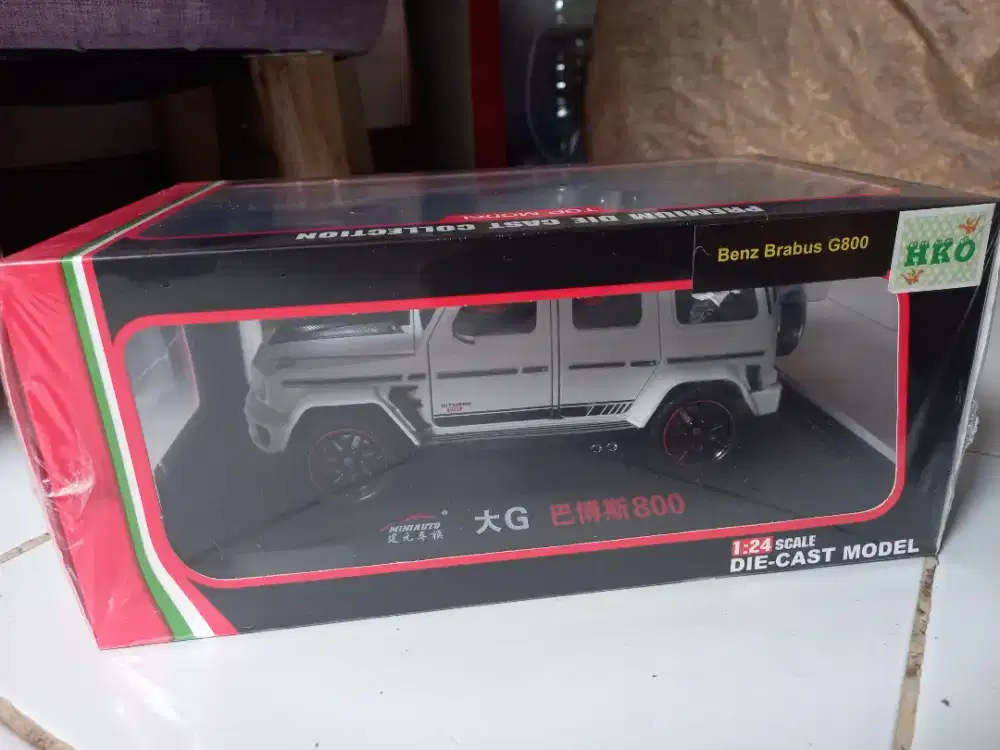 TOP MODEL
PREMIUM DIE CAST COLLECTION
Benz Brabus G800
HKO
MINIAUTO®
建元车模
大G 巴博斯800
1:24 SCALE
DIE-CAST MODEL